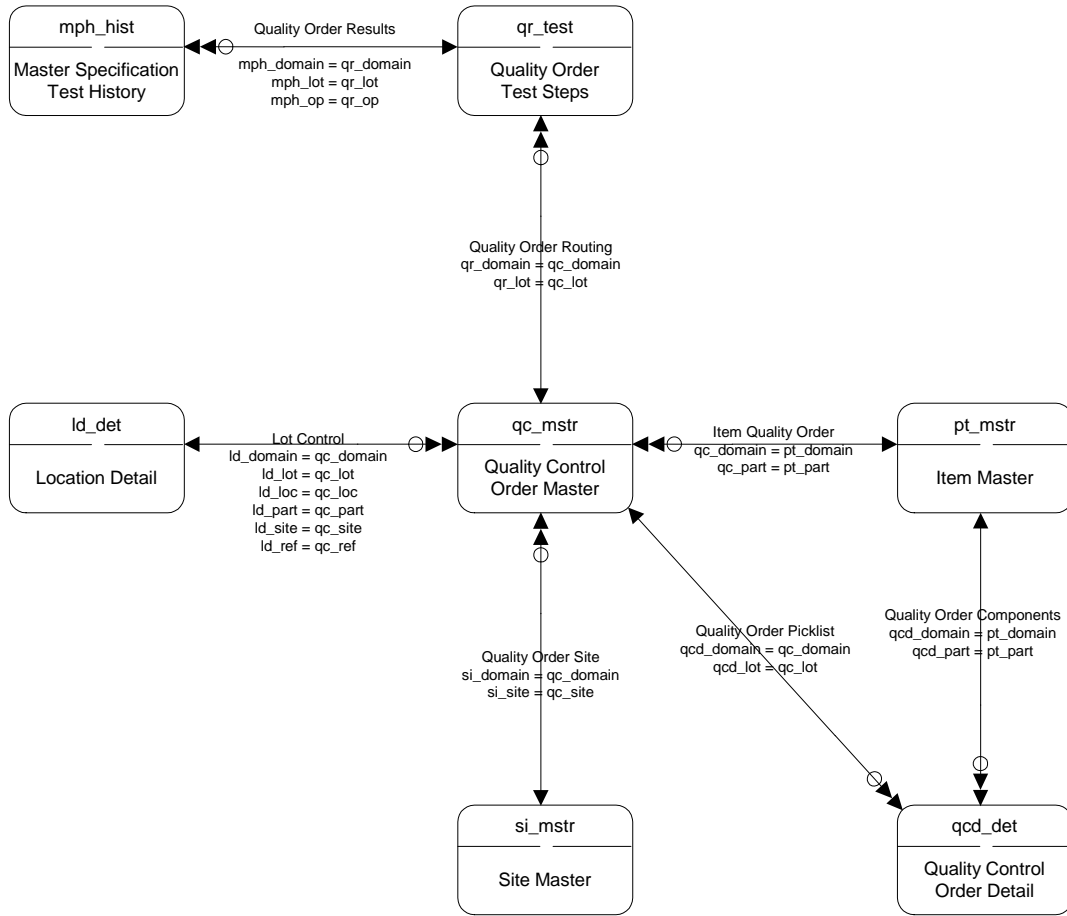 mph_hist
Master Specification
Test History
Quality Order Results
mph_domain = qr_domain
mph_lot = qr_lot
mph_op = qr_op
qr_test
Quality Order
Test Steps
Quality Order Routing
qr_domain = qc_domain
qr_lot = qc_lot
ld_det
Location Detail
Lot Control
ld_domain = qc_domain
ld_lot = qc_lot
ld_loc = qc_loc
ld_part = qc_part
ld_site = qc_site
ld_ref = qc_ref
qc_mstr
Quality Control
Order Master
Item Quality Order
qc_domain = pt_domain
qc_part = pt_part
pt_mstr
Item Master
Quality Order Site
si_domain = qc_domain
si_site = qc_site
Quality Order Picklist
qcd_domain = qc_domain
qcd_lot = qc_lot
Quality Order Components
qcd_domain = pt_domain
qcd_part = pt_part
si_mstr
Site Master
qcd_det
Quality Control
Order Detail